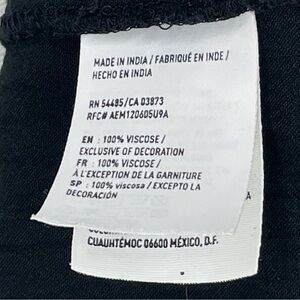 MADE IN INDIA / FABRIQUÉ EN INDE /
HECHO EN INDIA
RN 54485/CA 03873
RFC# AEM120605U9A
EN : 100% VISCOSE /
EXCLUSIVE OF DECORATION
FR : 100% VISCOSE /
À L'EXCEPTION DE LA GARNITURE
SP : 100% viscosa / EXCEPTO LA
DECORACIÓN
A
CUAUHTÉMOC 06600 MÉXICO, D.F.